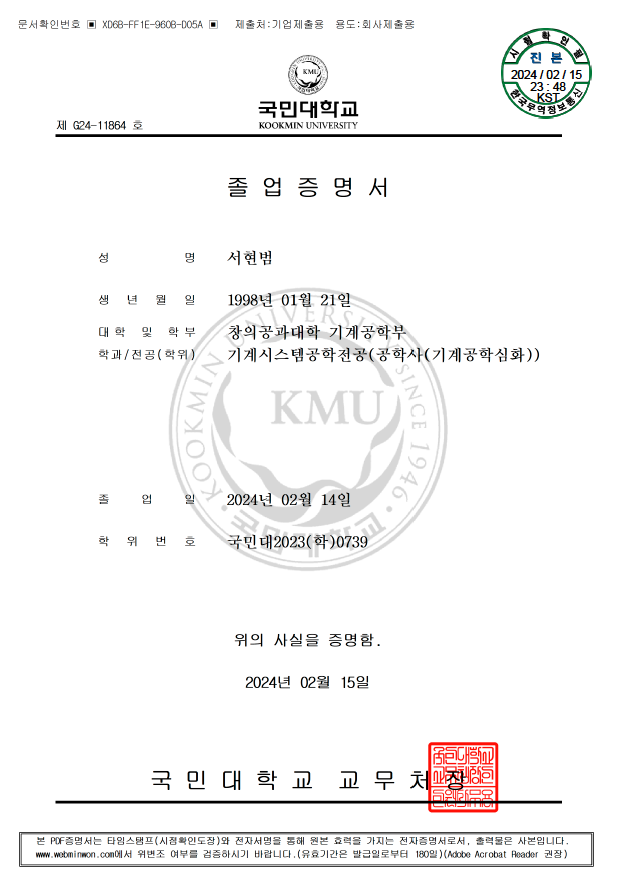 문서확인번호 ▣ XD6B-FF1E-960B-D05A ▣ 제출처:기업제출용 용도:회사제출용
시점확인필
진본
2024/02/15
23:48
KST
한국무역정보통신
KMU
국민대학교
KOOKMIN UNIVERSITY
제 G24-11864 호
졸업증명서
성 명 서현범
생 년 월 일 1998년 01월 21일
대학 및 학부 창의공과대학 기계공학부
학과/전공(학위) 기계시스템공학전공(공학사(기계공학심화))
KOOKMIN UNIVERSITY SINCE 1946
KMU
국민대학교
졸 업 일 2024년 02월 14일
학 위 번 호 국민대2023(학)0739
위의 사실을 증명함.
2024년 02월 15일
국민대학교 교무처장
본 PDF증명서는 타임스탬프(시점확인도장)와 전자서명을 통해 원본 효력을 가지는 전자증명서로서, 출력물은 사본입니다.
www.webminwon.com에서 위변조 여부를 검증하시기 바랍니다.(유효기간은 발급일로부터 180일)(Adobe Acrobat Reader 권장)